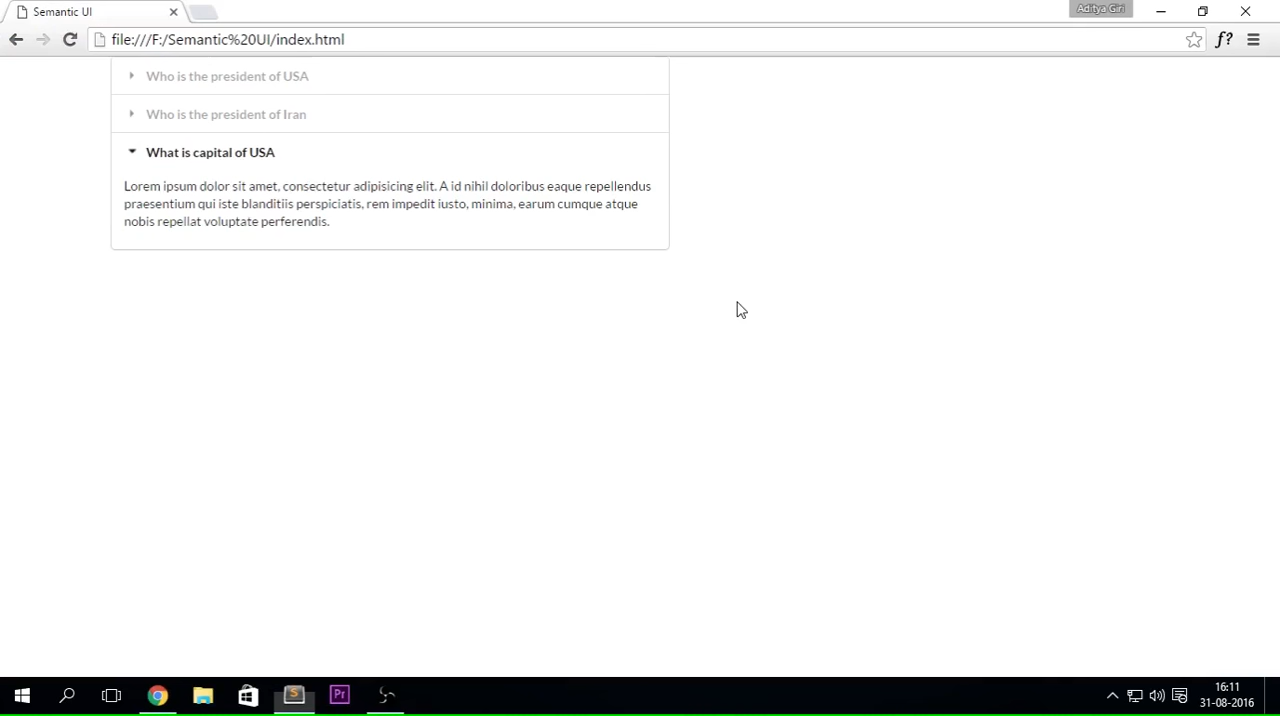 Semantic UI
Aditya Giri
file:///F:/Semantic%20UI/index.html
f?
Who is the president of USA
Who is the president of Iran
What is capital of USA
Lorem ipsum dolor sit amet, consectetur adipisicing elit. A id nihil doloribus eaque repellendus
praesentium qui iste blanditiis perspiciatis, rem impedit iusto, minima, earum cumque atque
nobis repellat voluptate perferendis.
S
Pr
16:11
31-08-2016